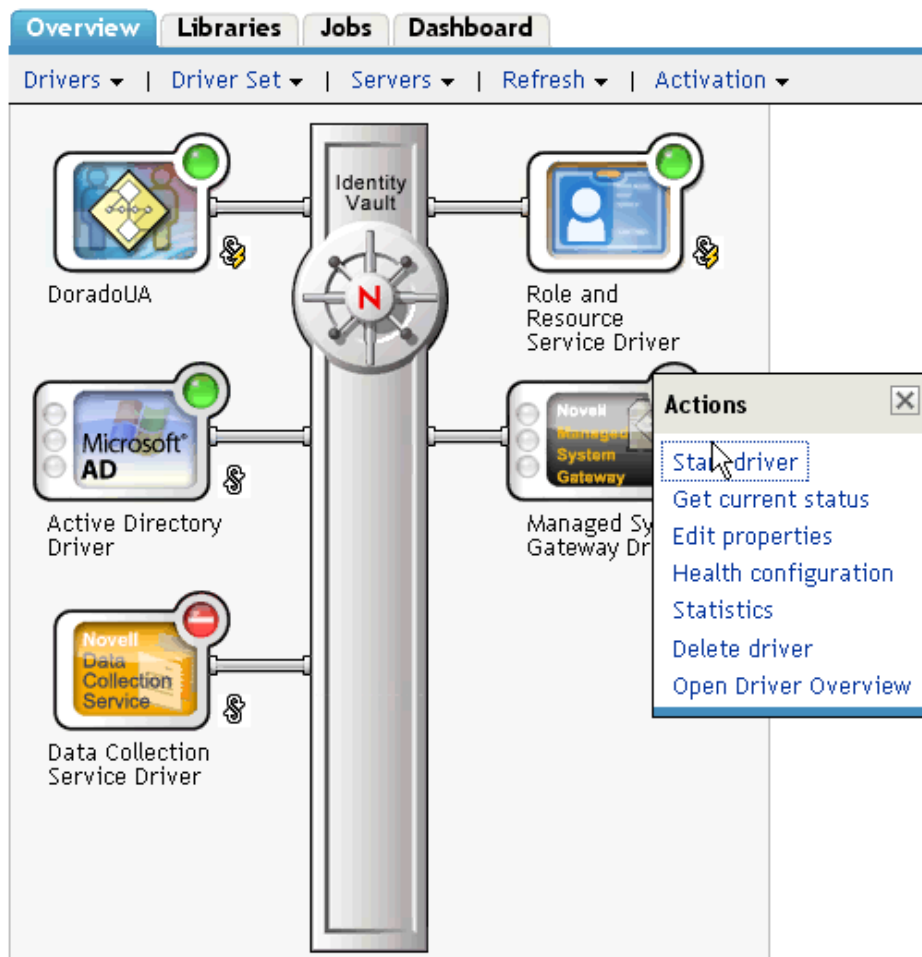 Overview Libraries Jobs Dashboard
Drivers | Driver Set | Servers | Refresh | Activation
Identity
Vault
N
DoradoUA
Role and
Resource
Service Driver
Microsoft
AD
Active Directory
Driver
Novell
Managed
System
Gateway
Managed
Gateway
Novell
Data
Collection
Service
Data Collection
Service Driver
Actions
driver
Get current status
Edit properties
Health configuration
Statistics
Delete driver
Open Driver Overview